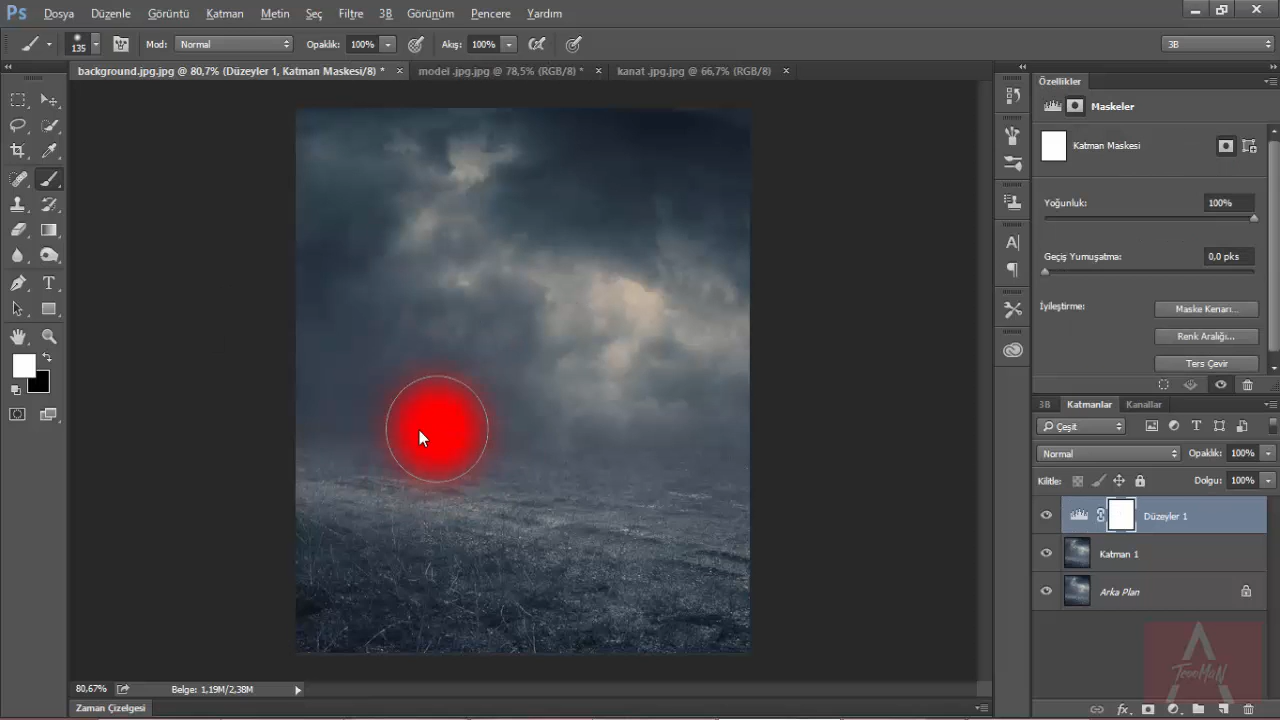 Ps Dosya Düzenle Görüntü Katman Metin Seç Filtre 3B Görünüm Pencere Yardım
135 Mod: Normal Opaklık: 100% Akış: 100% 3B
background.jpg.jpg @ 80,7% (Düzeyler 1, Katman Maskesi/8) * × model .jpg.jpg @ 78,5% (RGB/8) * × kanat .jpg.jpg @ 66,7% (RGB/8) ×
Özellikler
Maskeler
Katman Maskesi
Yoğunluk: 100%
Geçiş Yumuşatma: 0,0 pks
İyileştirme: Maske Kenarı...
Renk Aralığı...
Ters Çevir
3B Katmanlar Kanallar
Çeşit
Normal Opaklık: 100%
Kilitle: Dolgu: 100%
Düzeyler 1
Katman 1
Arka Plan
TreeMaN
80,67% Belge: 1,19M/2,38M
Zaman Çizelgesi